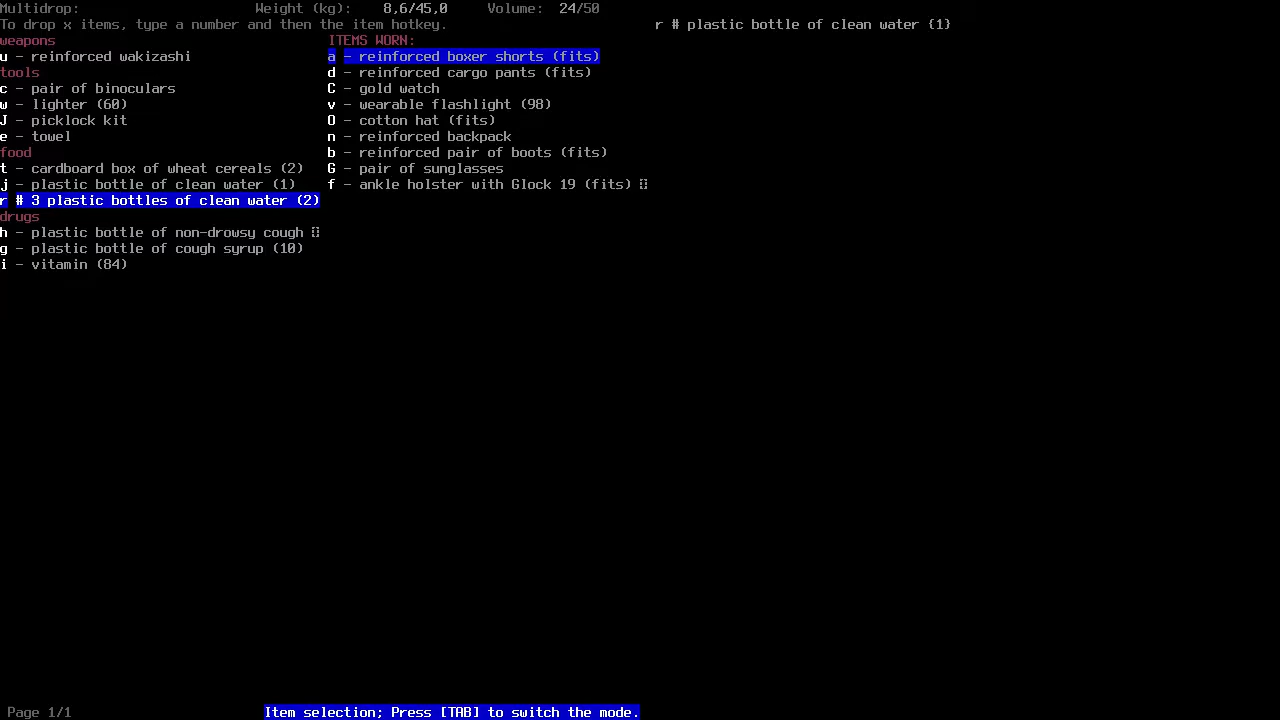 Multidrop: Weight (kg): 8,6/45,0 Volume: 24/50
To drop x items, type a number and then the item hotkey.
weapons
u - reinforced wakizashi
tools
c - pair of binoculars
w - lighter (60)
J - picklock kit
e - towel
food
t - cardboard box of wheat cereals (2)
j - plastic bottle of clean water (1)
r # 3 plastic bottles of clean water (2)
drugs
h - plastic bottle of non-drowsy cough
g - plastic bottle of cough syrup (10)
i - vitamin (84)
ITEMS WORN:
a - reinforced boxer shorts (fits)
d - reinforced cargo pants (fits)
C - gold watch
v - wearable flashlight (98)
O - cotton hat (fits)
n - reinforced backpack
b - reinforced pair of boots (fits)
G - pair of sunglasses
f - ankle holster with Glock 19 (fits)
r # plastic bottle of clean water {1}
Page 1/1 Item selection; Press [TAB] to switch the mode.